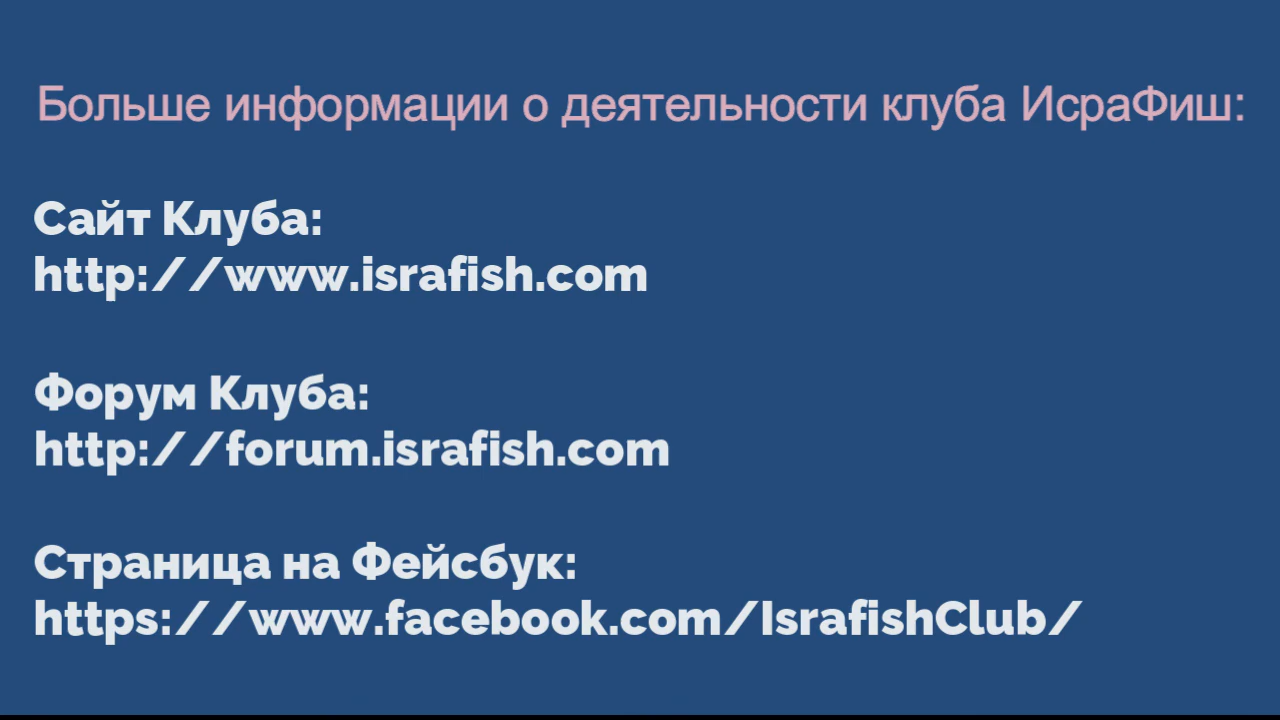 Больше информации о деятельности клуба ИсраФиш:
Сайт Клуба:
http://www.israfish.com
Форум Клуба:
http://forum.israfish.com
Страница на Фейсбук:
https://www.facebook.com/IsrafishClub/